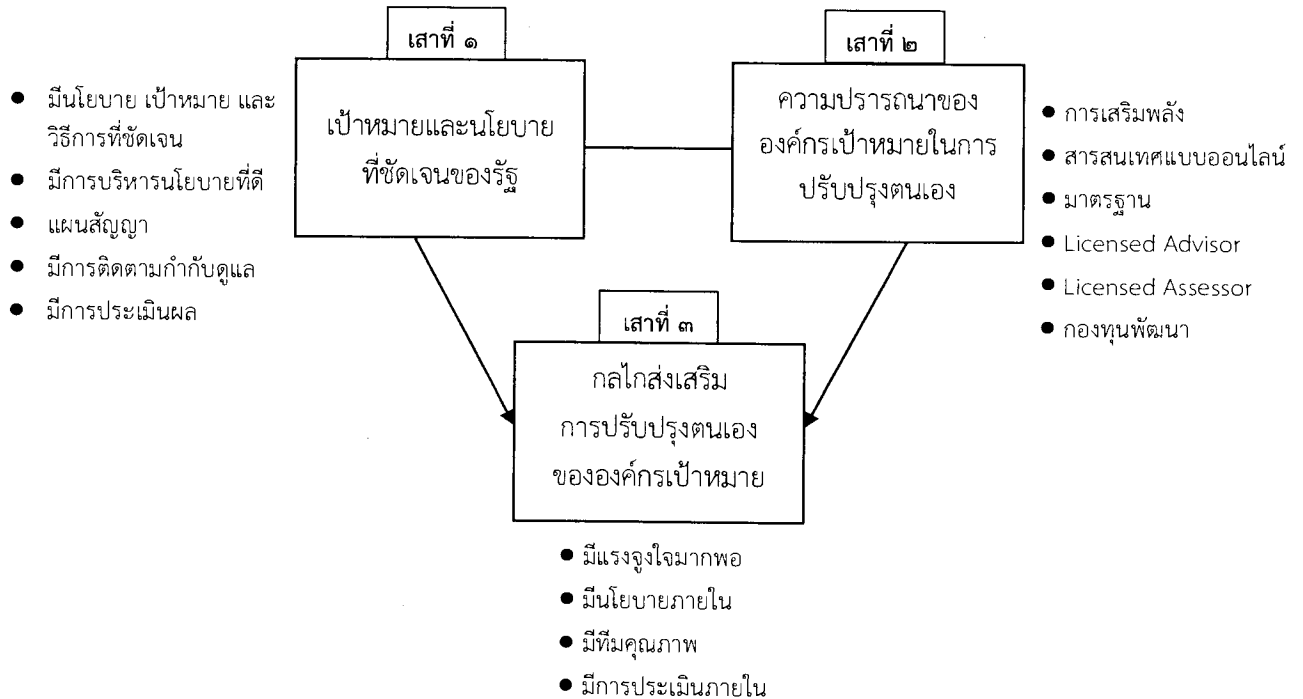 เสาที่ ๑
เป้าหมายและนโยบาย
ที่ชัดเจนของรัฐ
● มีนโยบาย เป้าหมาย และ
วิธีการที่ชัดเจน
● มีการบริหารนโยบายที่ดี
● แผนสัญญา
● มีการติดตามกำกับดูแล
● มีการประเมินผล
เสาที่ ๒
ความปรารถนาของ
องค์กรเป้าหมายในการ
ปรับปรุงตนเอง
● การเสริมพลัง
● สารสนเทศแบบออนไลน์
● มาตรฐาน
● Licensed Advisor
● Licensed Assessor
● กองทุนพัฒนา
เสาที่ ๓
กลไกส่งเสริม
การปรับปรุงตนเอง
ขององค์กรเป้าหมาย
● มีแรงจูงใจมากพอ
● มีนโยบายภายใน
● มีทีมคุณภาพ
● มีการประเมินภายใน